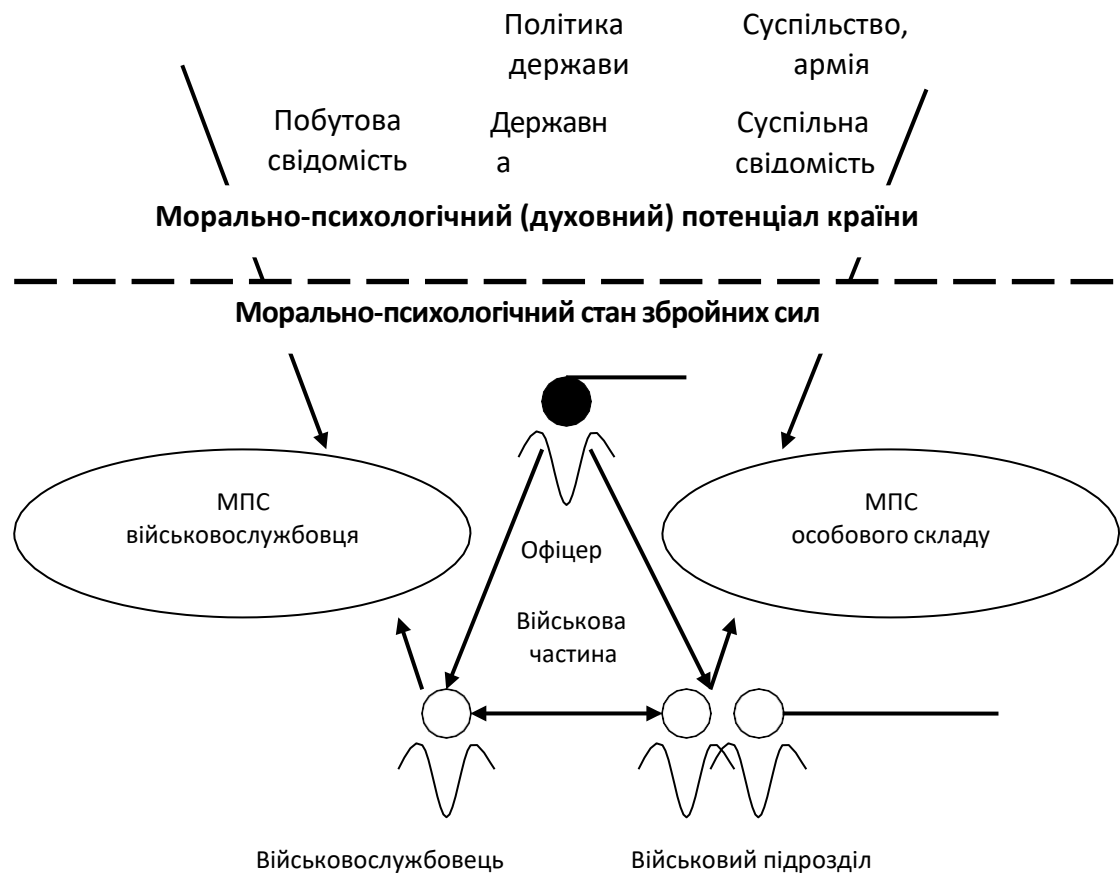 Політика
держави
Суспільство,
армія
Побутова
свідомість
Державн
а
Суспільна
свідомість
Морально-психологічний (духовний) потенціал країни
Морально-психологічний стан збройних сил
МПС
військовослужбовця
МПС
особового складу
Офіцер
Військова
частина
Військовослужбовець
Військовий підрозділ